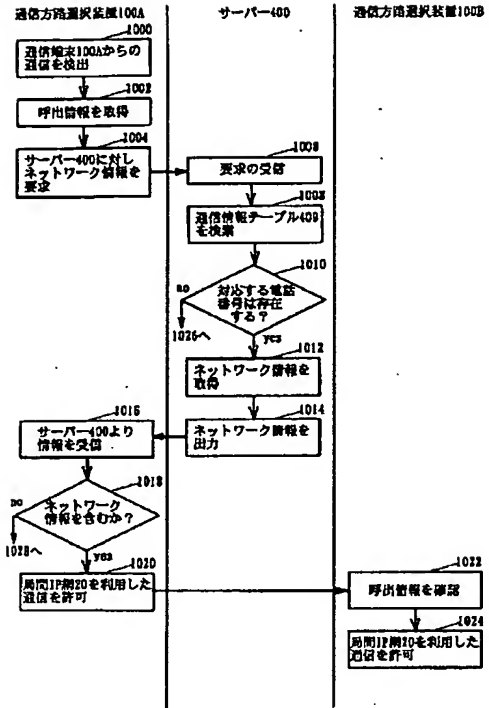 通信方路選択装置100A
サーバー400
通信方路選択装置100B
1000
通信端末100Aからの
通信を検出
1002
呼出情報を取得
1004
サーバー400に対し
ネットワーク情報を
要求
1008
要求の受信
通信情報テーブル409
を検索
1010
対応する電話
番号は存在
する?
no
1026へ
yes
1012
ネットワーク情報を
取得
1014
ネットワーク情報を
出力
1016
サーバー400より
情報を受信
1018
ネットワーク
情報を含むか?
no
1028へ
yes
1020
局間IP網20を利用した
通信を許可
1022
呼出情報を確認
1024
局間IP網20を利用した
通信を許可